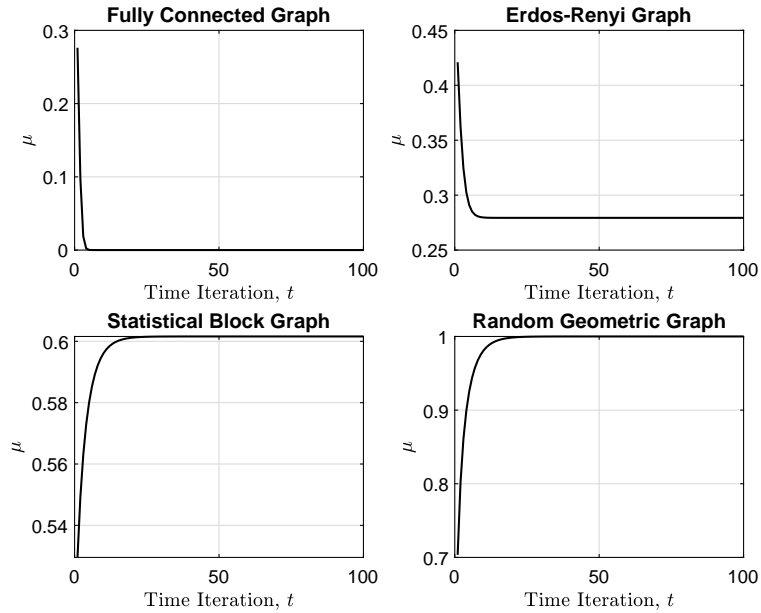 Fully Connected Graph
0.3
0.2
0.1
0
μ
0 50 100
Time Iteration, t
Erdos-Renyi Graph
0.45
0.4
0.35
0.3
0.25
μ
0 50 100
Time Iteration, t
Statistical Block Graph
0.6
0.58
0.56
0.54
μ
0 50 100
Time Iteration, t
Random Geometric Graph
1
0.9
0.8
0.7
μ
0 50 100
Time Iteration, t